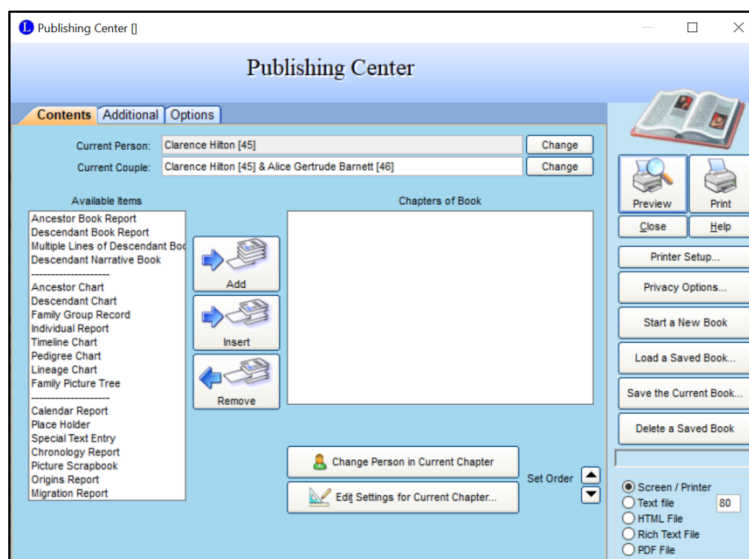 L Publishing Center []
Publishing Center
Contents Additional Options
Current Person: Clarence Hilton [45] Change
Current Couple: Clarence Hilton [45] & Alice Gertrude Barnett [46] Change
Available Items
Ancestor Book Report
Descendant Book Report
Multiple Lines of Descendant Boo
Descendant Narrative Book
--------------------
Ancestor Chart
Descendant Chart
Family Group Record
Individual Report
Timeline Chart
Pedigree Chart
Lineage Chart
Family Picture Tree
--------------------
Calendar Report
Place Holder
Special Text Entry
Chronology Report
Picture Scrapbook
Origins Report
Migration Report
Add
Insert
Remove
Chapters of Book
Change Person in Current Chapter
Edit Settings for Current Chapter...
Set Order
Preview Print
Close Help
Printer Setup...
Privacy Options...
Start a New Book
Load a Saved Book...
Save the Current Book...
Delete a Saved Book
Screen / Printer
Text file 80
HTML File
Rich Text File
PDF File